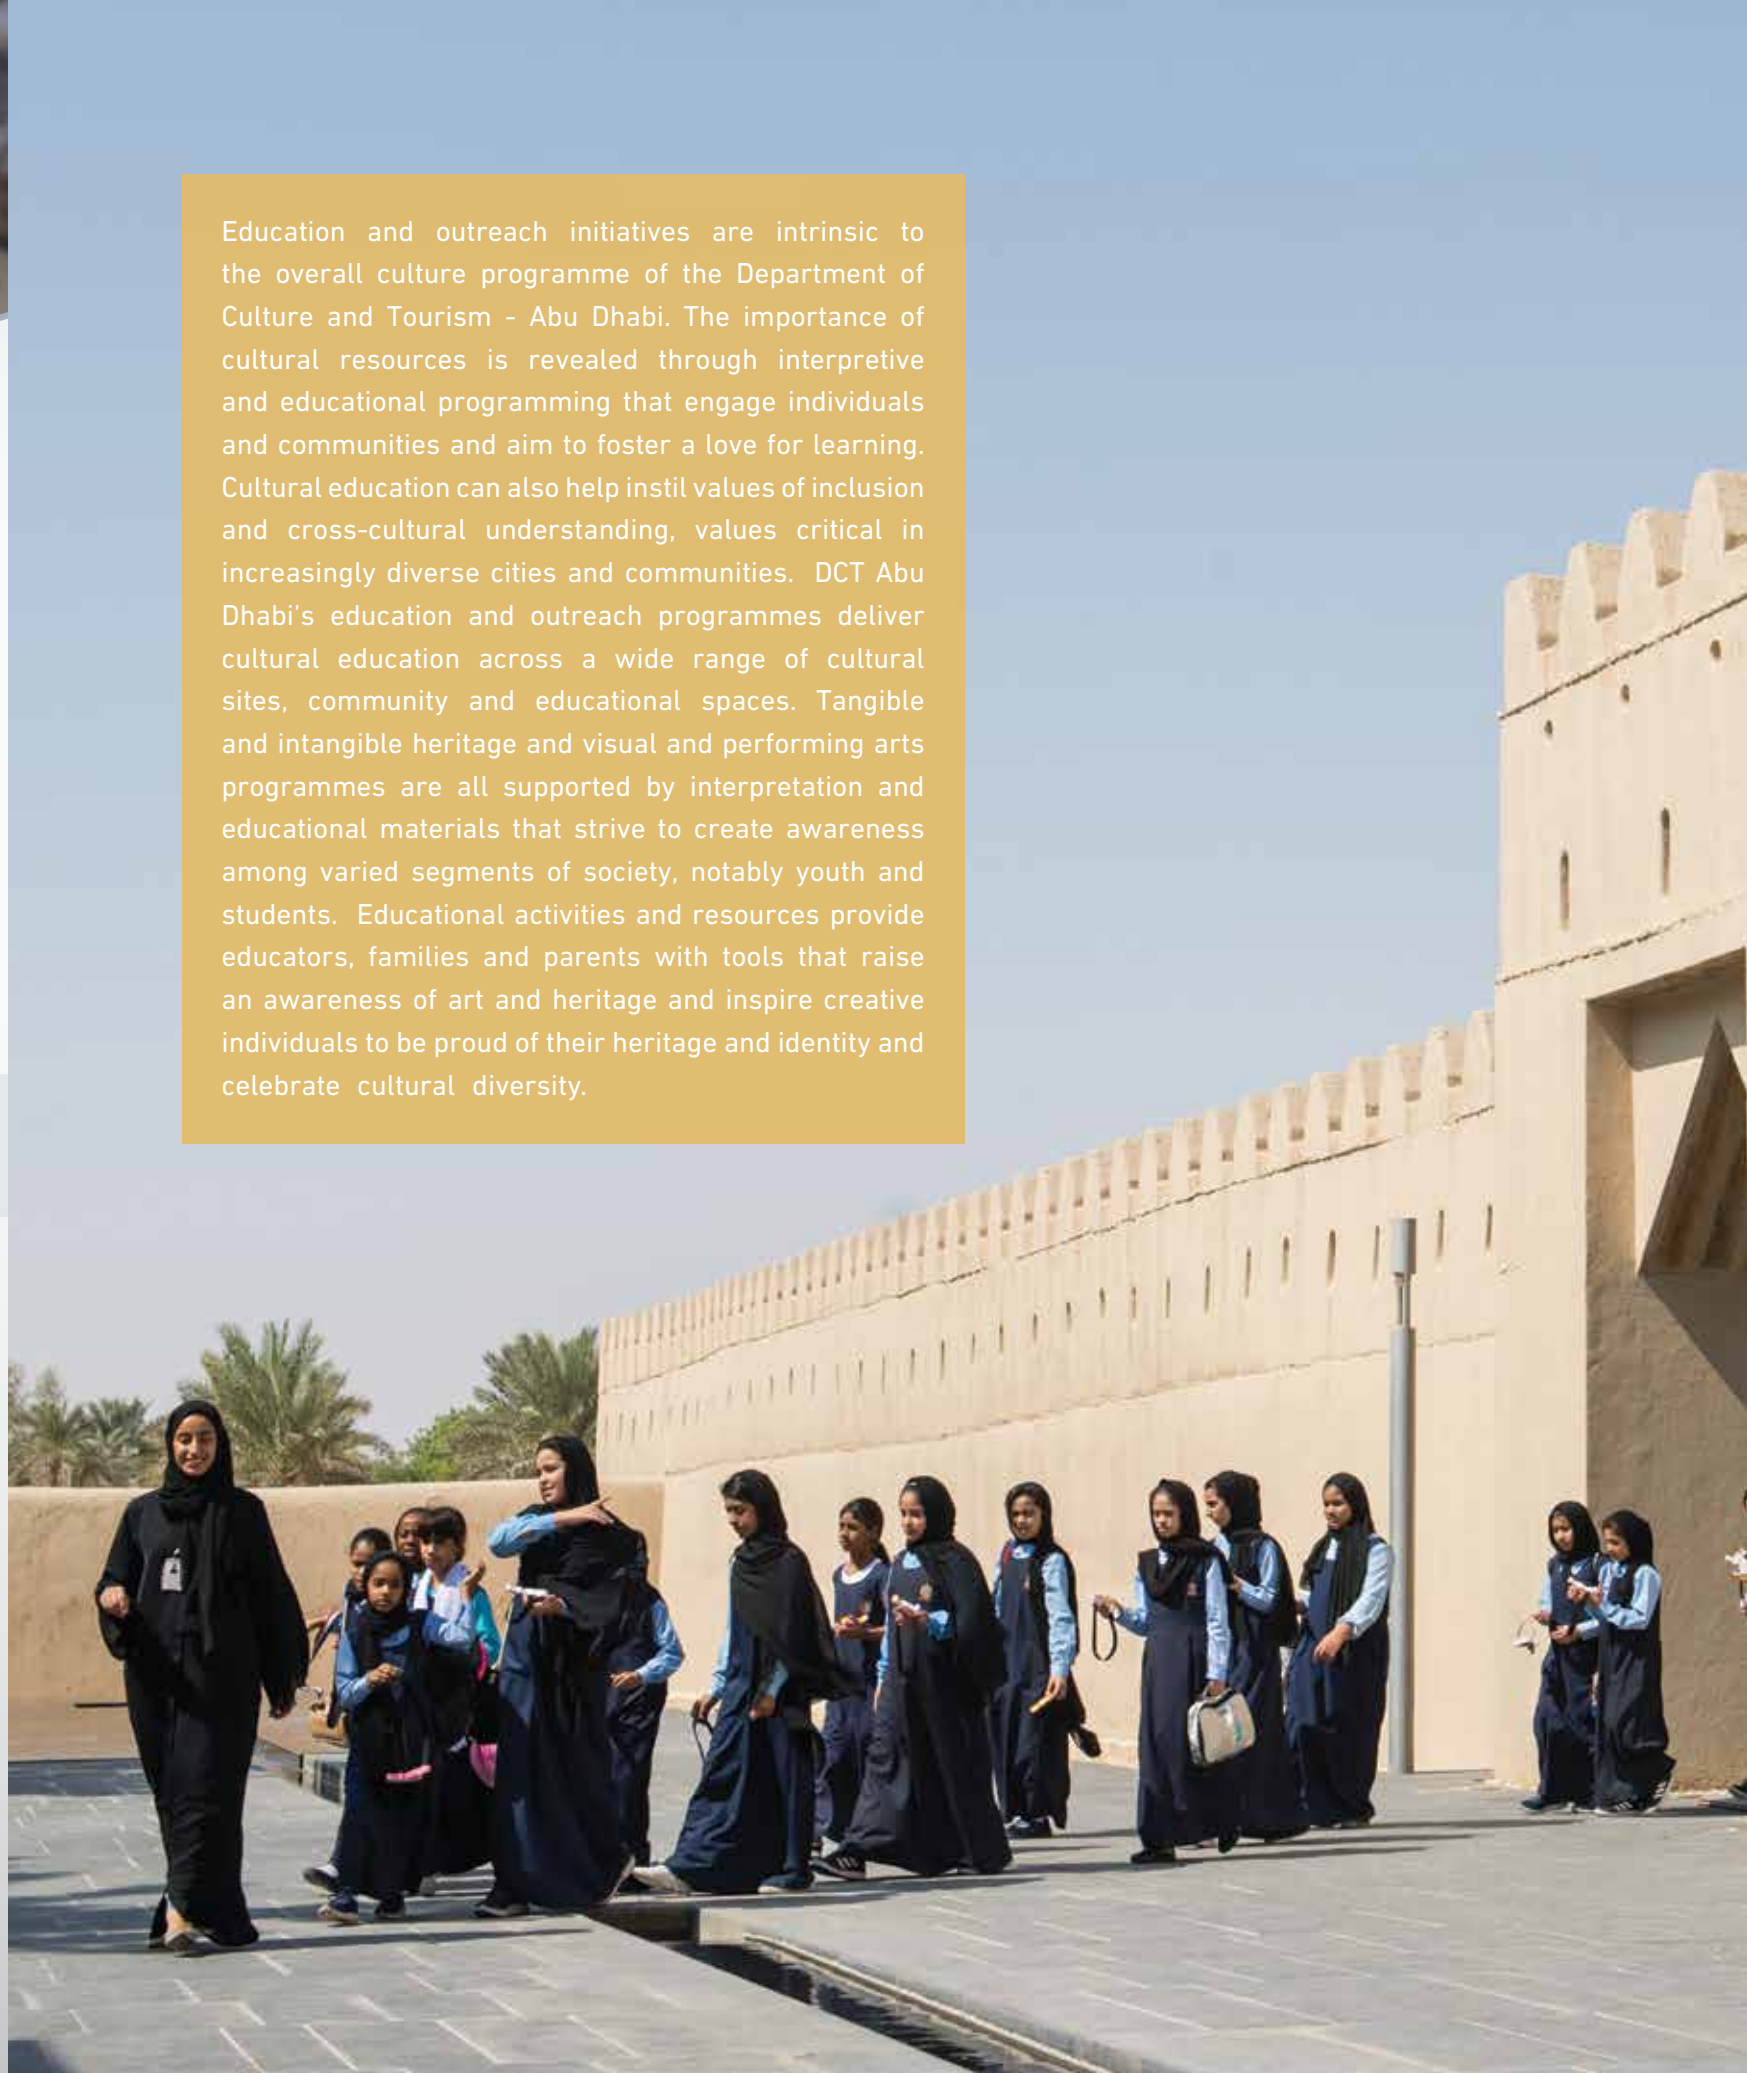 Education and outreach initiatives are intrinsic to
the overall culture programme of the Department of
Culture and Tourism - Abu Dhabi. The importance of
cultural resources is revealed through interpretive
and educational programming that engage individuals
and communities and aim to foster a love for learning.
Cultural education can also help instil values of inclusion
and cross-cultural understanding, values critical in
increasingly diverse cities and communities. DCT Abu
Dhabi's education and outreach programmes deliver
cultural education across a wide range of cultural
sites, community and educational spaces. Tangible
and intangible heritage and visual and performing arts
programmes are all supported by interpretation and
educational materials that strive to create awareness
among varied segments of society, notably youth and
students. Educational activities and resources provide
educators, families and parents with tools that raise
an awareness of art and heritage and inspire creative
individuals to be proud of their heritage and identity and
celebrate cultural diversity.